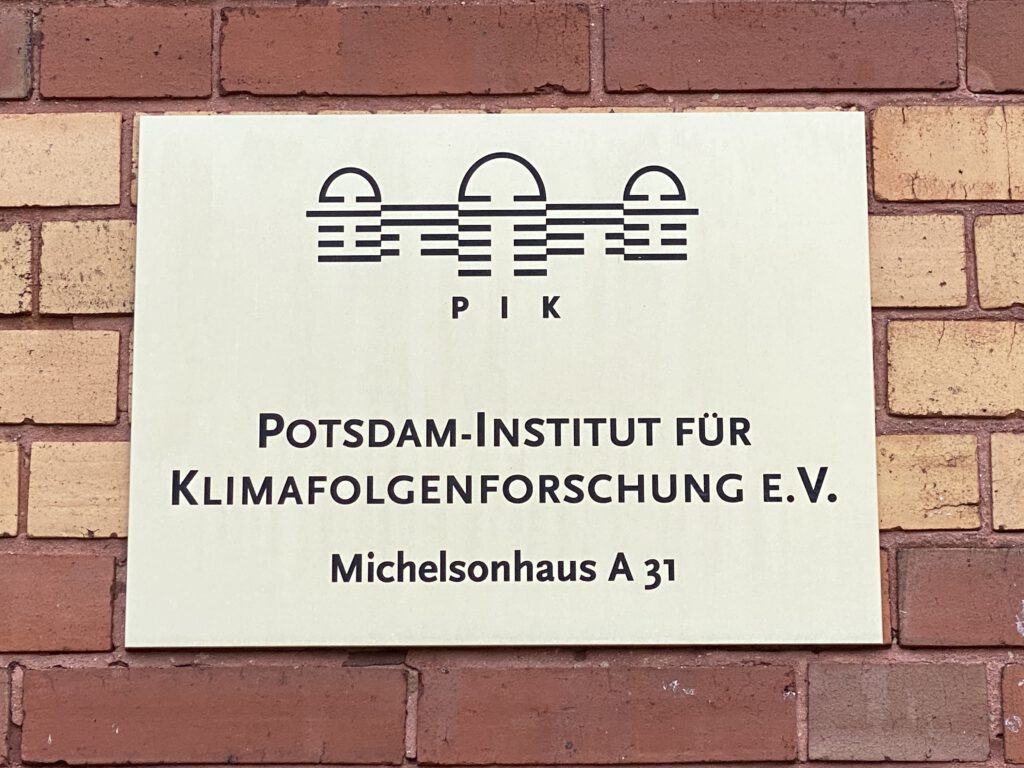 PIK
POTSDAM-INSTITUT FÜR
KLIMAFOLGENFORSCHUNG E.V.
Michelsonhaus A 31